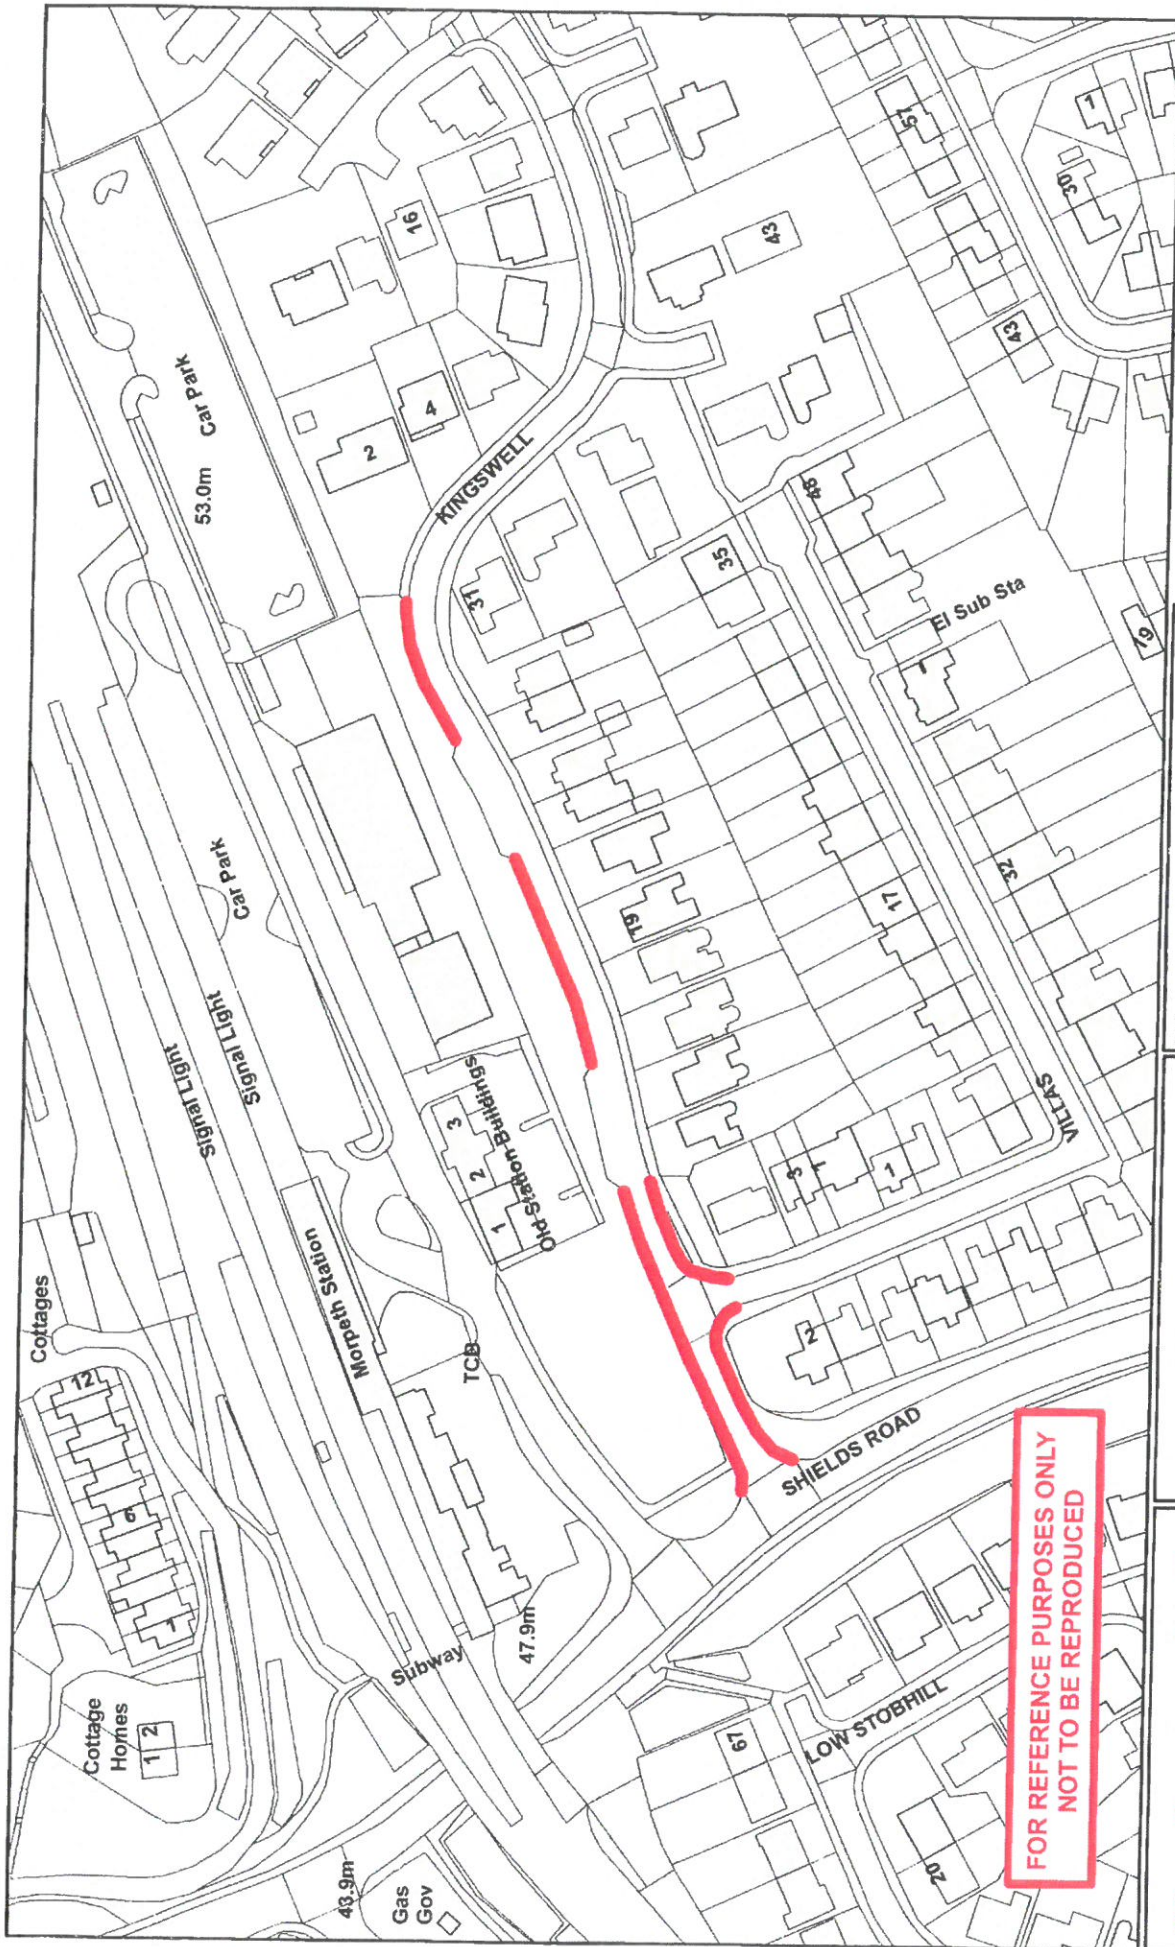 Cottages
12
6
1
Cottage
Homes
1 2
43.9m
Gas
Gov
Subway
47.9m
Morpeth Station
TCB
Signal Light
Signal Light
Car Park
53.0m Car Park
Old Station Buildings
1
2
3
2
4
16
KINGSWELL
31
19
35
17
43
48
El Sub Sta
32
19
57
43
30
1
3
1
1
VILLAS
2
SHIELDS ROAD
67
LOW STOBHILL
20
FOR REFERENCE PURPOSES ONLY
NOT TO BE REPRODUCED